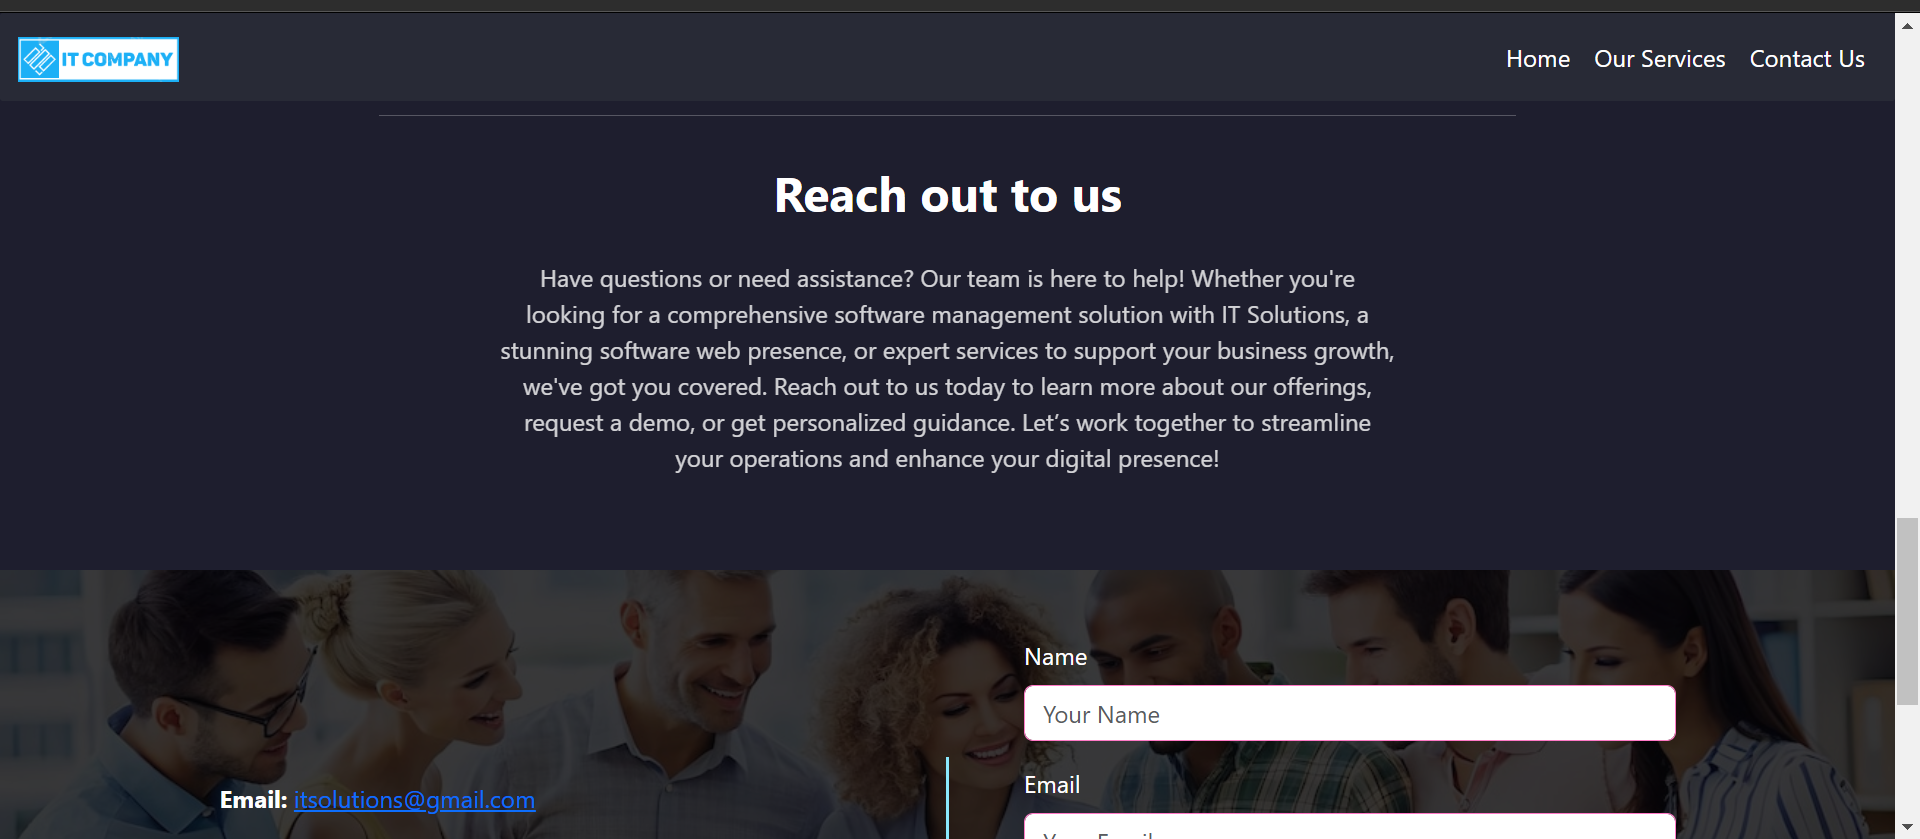 IT COMPANY
Home
Our Services
Contact Us
Reach out to us
Have questions or need assistance? Our team is here to help! Whether you're
looking for a comprehensive software management solution with IT Solutions, a
stunning software web presence, or expert services to support your business growth,
we've got you covered. Reach out to us today to learn more about our offerings,
request a demo, or get personalized guidance. Let’s work together to streamline
your operations and enhance your digital presence!
Name
Your Name
Email: itsolutions@gmail.com
Email
Your Email